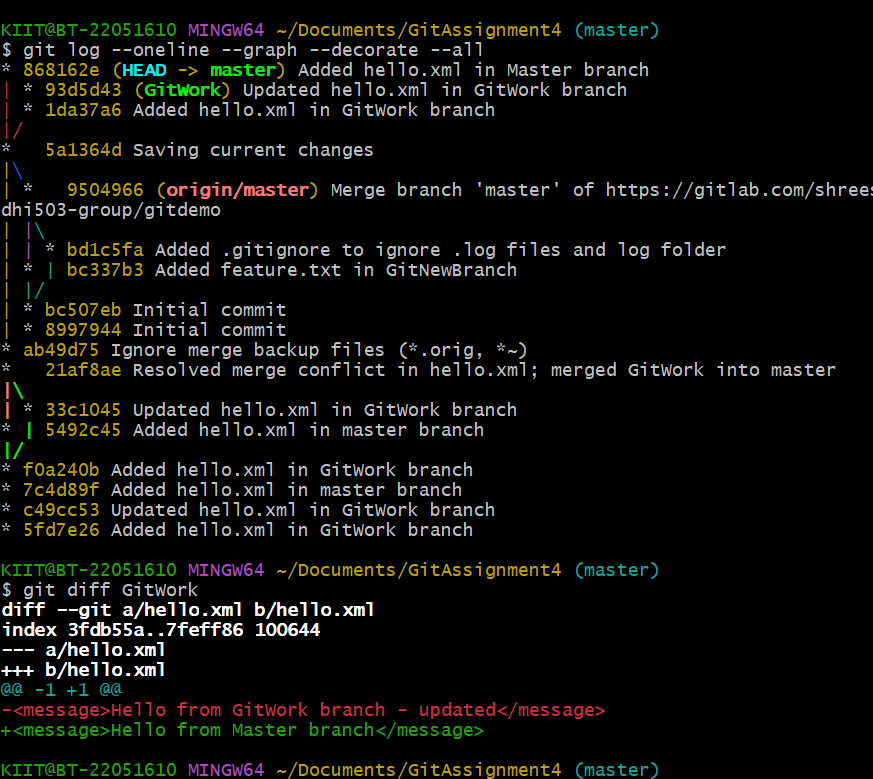 KIIT@BT-22051610 MINGW64 ~/Documents/GitAssignment4 (master)
$ git log --oneline --graph --decorate --all
* 868162e (HEAD -> master) Added hello.xml in Master branch
| * 93d5d43 (GitWork) Updated hello.xml in GitWork branch
| * 1da37a6 Added hello.xml in GitWork branch
|/
*   5a1364d Saving current changes
|\
| *   9504966 (origin/master) Merge branch 'master' of https://gitlab.com/shrees
dhi503-group/gitdemo
| |\
| | * bd1c5fa Added .gitignore to ignore .log files and log folder
| * | bc337b3 Added feature.txt in GitNewBranch
| |/
| * bc507eb Initial commit
| * 8997944 Initial commit
* ab49d75 Ignore merge backup files (*.orig, *~)
*   21af8ae Resolved merge conflict in hello.xml; merged GitWork into master
|\
| * 33c1045 Updated hello.xml in GitWork branch
* | 5492c45 Added hello.xml in master branch
|/
* f0a240b Added hello.xml in GitWork branch
* 7c4d89f Added hello.xml in master branch
* c49cc53 Updated hello.xml in GitWork branch
* 5fd7e26 Added hello.xml in GitWork branch
KIIT@BT-22051610 MINGW64 ~/Documents/GitAssignment4 (master)
$ git diff GitWork
diff --git a/hello.xml b/hello.xml
index 3fdb55a..7feff86 100644
--- a/hello.xml
+++ b/hello.xml
@@ -1 +1 @@
-<message>Hello from GitWork branch - updated</message>
+<message>Hello from Master branch</message>
KIIT@BT-22051610 MINGW64 ~/Documents/GitAssignment4 (master)